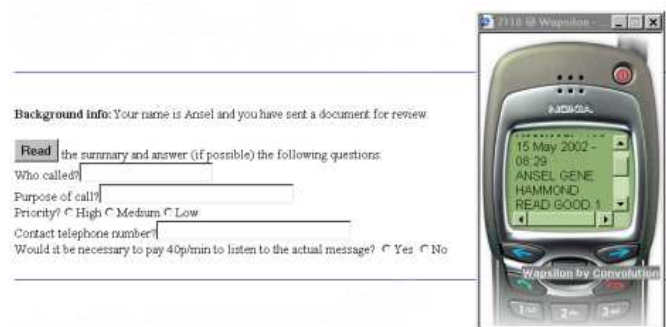 Background info: Your name is Ansel and you have sent a document for review.
Read the summary and answer (if possible) the following questions.
Who called?
Purpose of call?
Priority? High Medium Low
Contact telephone number?
Would it be necessary to pay 40p/min to listen to the actual message? Yes No
7110 @ Wapsilon -
NOKIA
15 May 2002 -
08:29
ANSEL GENE
HAMMOND
READ GOOD 1
Wapsilon by Convolution